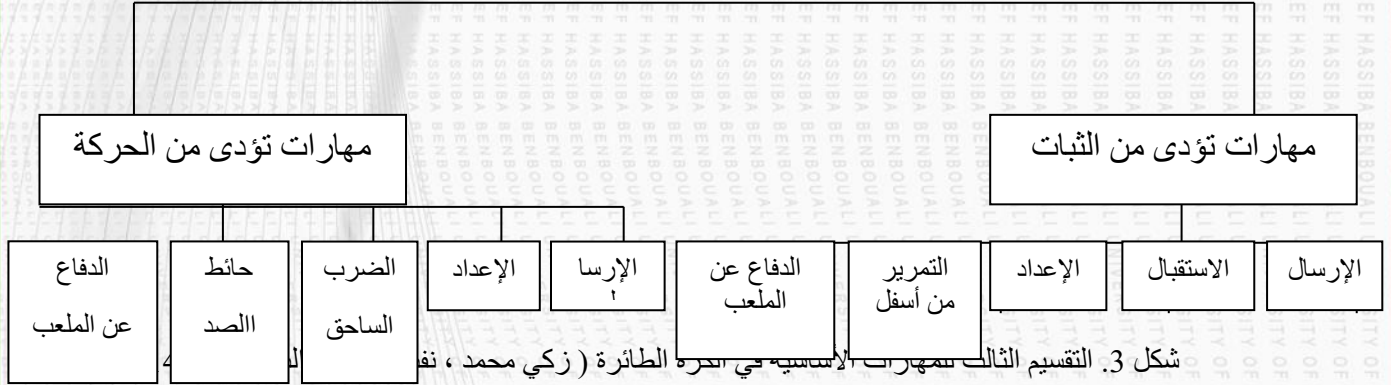 مهارات تؤدى من الثبات
مهارات تؤدى من الحركة
الإرسال
الاستقبال
الإعداد
التمرير
من أسفل
الدفاع عن
الملعب
الإرسا
الإعداد
الضرب
الساحق
حائط
االصد
الدفاع
عن الملعب
شكل 3. التقسيم الثالث للمهارات الأساسية في الكرة الطائرة ( زكي محمد ،